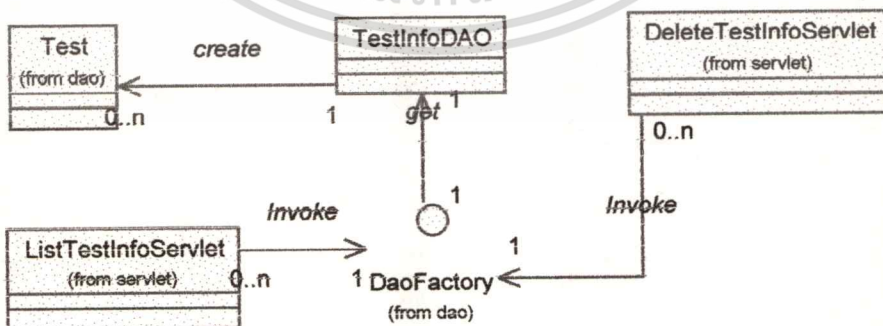 Test
(from dao)
create
TestInfoDAO
DeleteTestInfoServlet
(from servlet)
0..n
1
1
get
0..n
1
Invoke
Invoke
ListTestInfoServlet
(from servlet)
0..n
1
1
DaoFactory
(from dao)